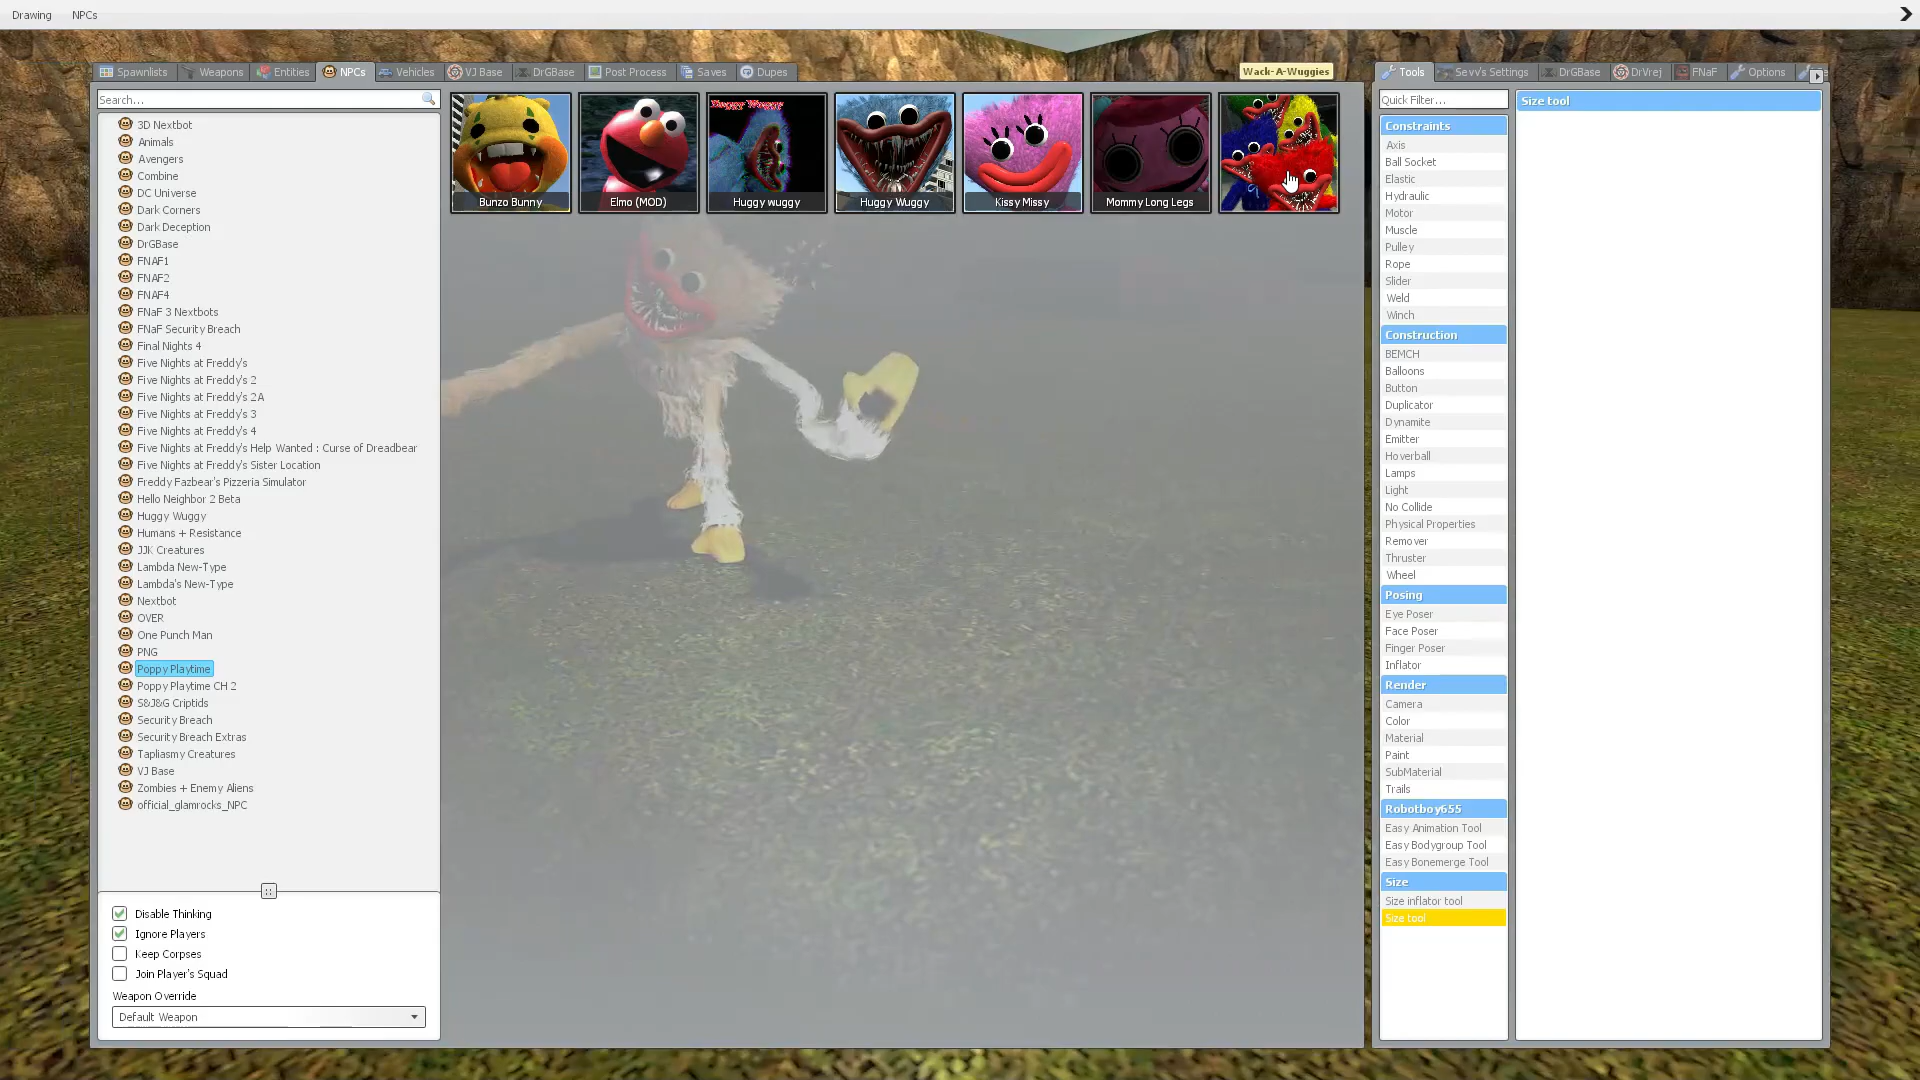 Drawing NPCs
Spawnlists Weapons Entities NPCs Vehicles VJ Base DrGBase Post Process Saves Dupes
Wack-A-Wuggies
Tools Sevv's Settings DrGBase DrVrej FNaF Options
Search...
3D Nextbot
Animals
Avengers
Combine
DC Universe
Dark Corners
Dark Deception
DrGBase
FNAF1
FNAF2
FNAF4
FNaF 3 Nextbots
FNaF Security Breach
Final Nights 4
Five Nights at Freddy's
Five Nights at Freddy's 2
Five Nights at Freddy's 2A
Five Nights at Freddy's 3
Five Nights at Freddy's 4
Five Nights at Freddy's Help Wanted : Curse of Dreadbear
Five Nights at Freddy's Sister Location
Freddy Fazbear's Pizzeria Simulator
Hello Neighbor 2 Beta
Huggy Wuggy
Humans + Resistance
JJK Creatures
Lambda New-Type
Lambda's New-Type
Nextbot
OVER
One Punch Man
PNG
Poppy Playtime
Poppy Playtime CH 2
S&J&G Criptids
Security Breach
Security Breach Extras
Tapliasmy Creatures
VJ Base
Zombies + Enemy Aliens
official_glamrocks_NPC
Disable Thinking
Ignore Players
Keep Corpses
Join Player's Squad
Weapon Override
Default Weapon
Huggy Wuggy
Bunzo Bunny
Elmo (MOD)
Huggy wuggy
Huggy Wuggy
Kissy Missy
Mommy Long Legs
Quick Filter...
Constraints
Axis
Ball Socket
Elastic
Hydraulic
Motor
Muscle
Pulley
Rope
Slider
Weld
Winch
Construction
BEMCH
Balloons
Button
Duplicator
Dynamite
Emitter
Hoverball
Lamps
Light
No Collide
Physical Properties
Remover
Thruster
Wheel
Posing
Eye Poser
Face Poser
Finger Poser
Inflator
Render
Camera
Color
Material
Paint
SubMaterial
Trails
Robotboy655
Easy Animation Tool
Easy Bodygroup Tool
Easy Bonemerge Tool
Size
Size inflator tool
Size tool
Size tool